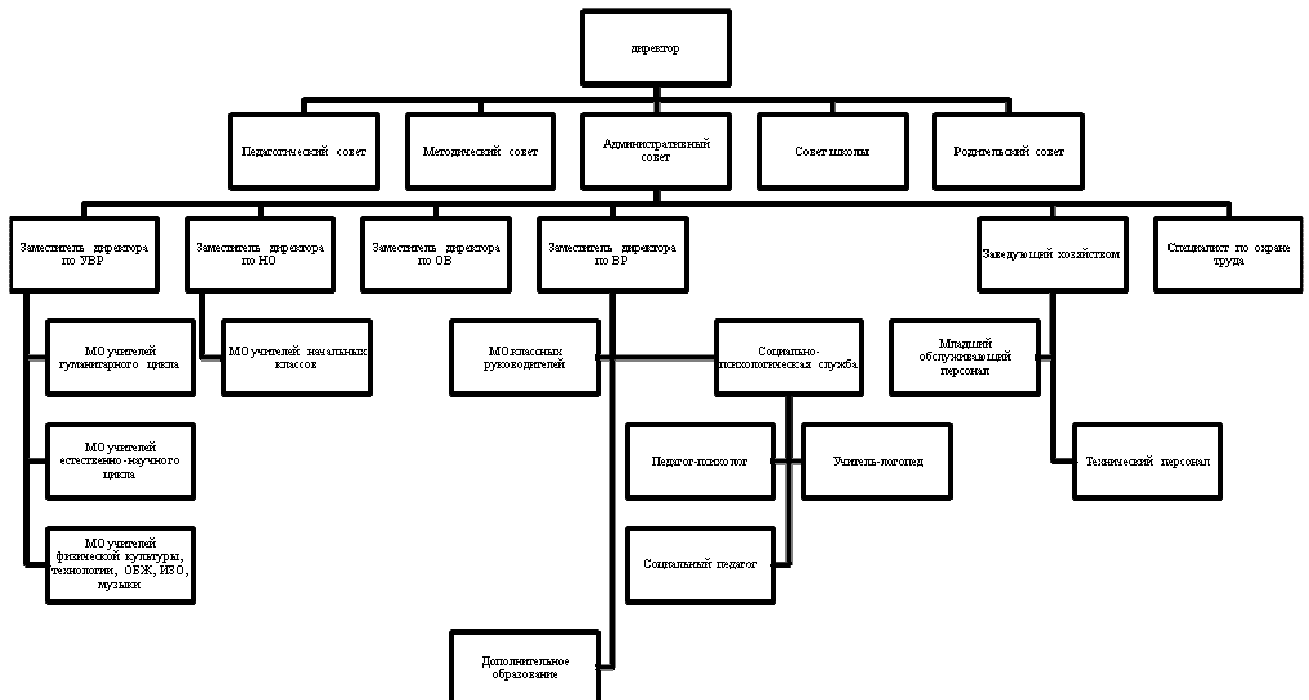 директор
Педагогический совет
Методический совет
Административный
совет
Совет школы
Родительский совет
Заместитель директора
по УВР
Заместитель директора
по НО
Заместитель директора
по ОВ
Заместитель директора
по ВР
Заведующий хозяйством
Специалист по охране
труда
МО учителей
гуманитарного цикла
МО учителей начальных
классов
МО классных
руководителей
Социально-
психологическая служба
Младший
обслуживающий
персонал
МО учителей
естественно-научного
цикла
Педагог-психолог
Учитель-логопед
Технический персонал
МО учителей
физической культуры,
технологии, ОБЖ, ИЗО,
музыки
Социальный педагог
Дополнительное
образование